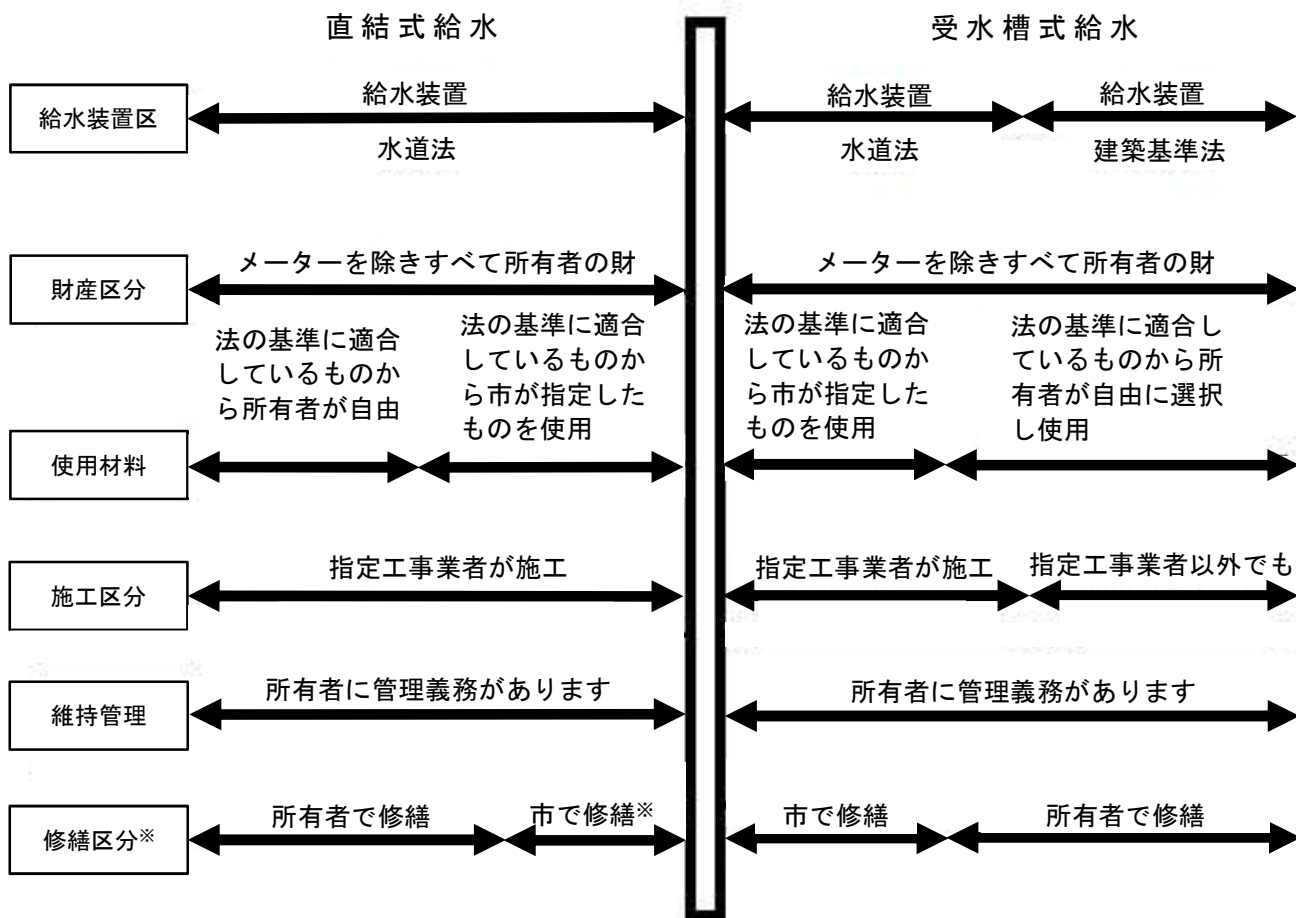 直結式給水
受水槽式給水
給水装置区
給水装置
水道法
給水装置
水道法
給水装置
建築基準法
財産区分
メーターを除きすべて所有者の財
メーターを除きすべて所有者の財
使用材料
法の基準に適合
しているものか
ら所有者が自由
法の基準に適合
しているものか
ら市が指定した
ものを使用
法の基準に適合
しているものか
ら市が指定した
ものを使用
法の基準に適合し
ているものから所
有者が自由に選択
し使用
施工区分
指定工事業者が施工
指定工事業者が施工
指定工事業者以外でも
維持管理
所有者に管理義務があります
所有者に管理義務があります
修繕区分※
所有者で修繕
市で修繕※
市で修繕
所有者で修繕